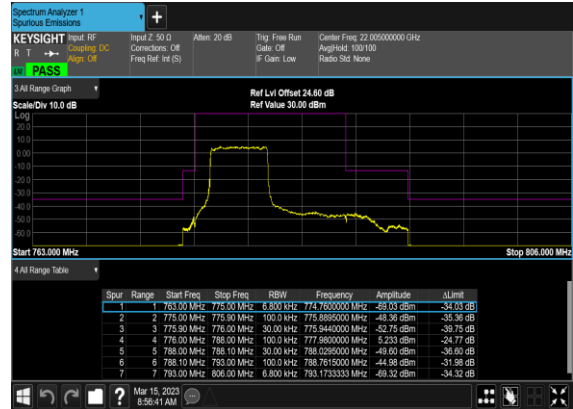 Spectrum Analyzer 1
Spurious Emissions
KEYSIGHT Input: RF Input Z: 50 Ω Atten: 20 dB Trig: Free Run Center Freq: 22.005000000 GHz
R T Coupling: DC Corrections: Off Gate: Off Avg|Hold: 100/100
Align: Off Freq Ref: Int (S) IF Gain: Low Radio Std: None
PASS
3 All Range Graph
Ref Lvl Offset 24.60 dB
Scale/Div 10.0 dB Ref Value 30.00 dBm
Log
20.0
10.0
0.00
-10.0
-20.0
-30.0
-40.0
-50.0
-60.0
Start 763.000 MHz Stop 806.000 MHz
4 All Range Table
Spur Range Start Freq Stop Freq RBW Frequency Amplitude ΔLimit
1 1 763.00 MHz 775.00 MHz 6.800 kHz 774.7600000 MHz -69.03 dBm -34.03 dB
2 2 775.00 MHz 775.90 MHz 100.0 kHz 775.8895000 MHz -48.36 dBm -35.36 dB
3 3 775.90 MHz 776.00 MHz 30.00 kHz 775.9440000 MHz -52.75 dBm -39.75 dB
4 4 776.00 MHz 788.00 MHz 100.0 kHz 777.9800000 MHz 5.233 dBm -24.77 dB
5 5 788.00 MHz 788.10 MHz 30.00 kHz 788.0295000 MHz -49.60 dBm -36.60 dB
6 6 788.10 MHz 793.00 MHz 100.0 kHz 788.7615000 MHz -44.98 dBm -31.98 dB
7 7 793.00 MHz 806.00 MHz 6.800 kHz 793.1733333 MHz -69.32 dBm -34.32 dB
Mar 15, 2023
8:56:41 AM